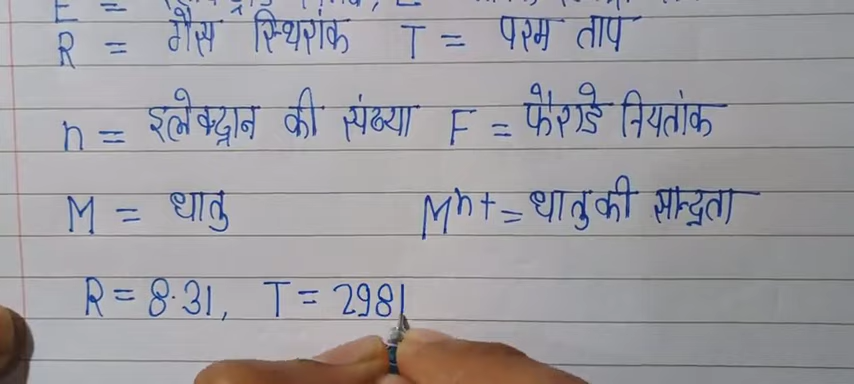 E =
R = गैस स्थिरांक T = परम ताप
n = इलेक्ट्रान की संख्या F = फैराडे नियतांक
M = धातु Mⁿ⁺ = धातु की सान्द्रता
R = 8.31, T = 298